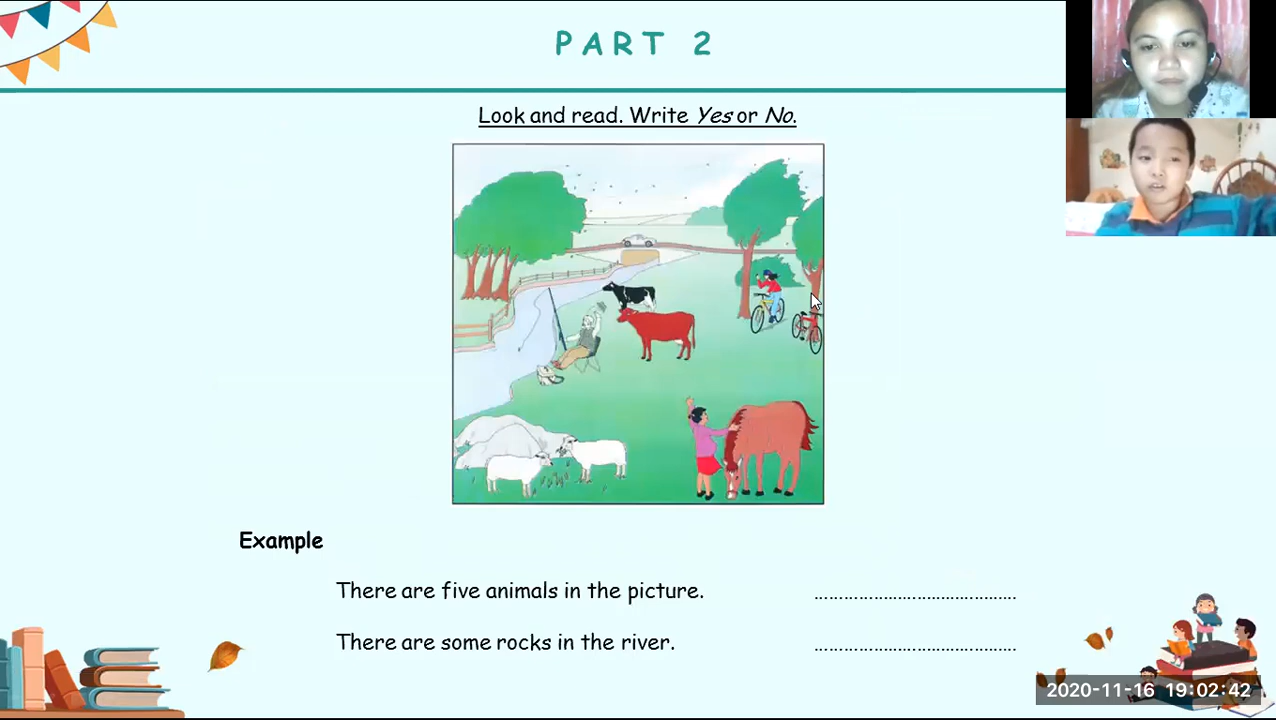 PART 2
Look and read. Write Yes or No.
Example
There are five animals in the picture. ........................................
There are some rocks in the river. ........................................
2020-11-16 19:02:42